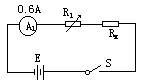 0.6A
A₁ R₁ Rx
E S